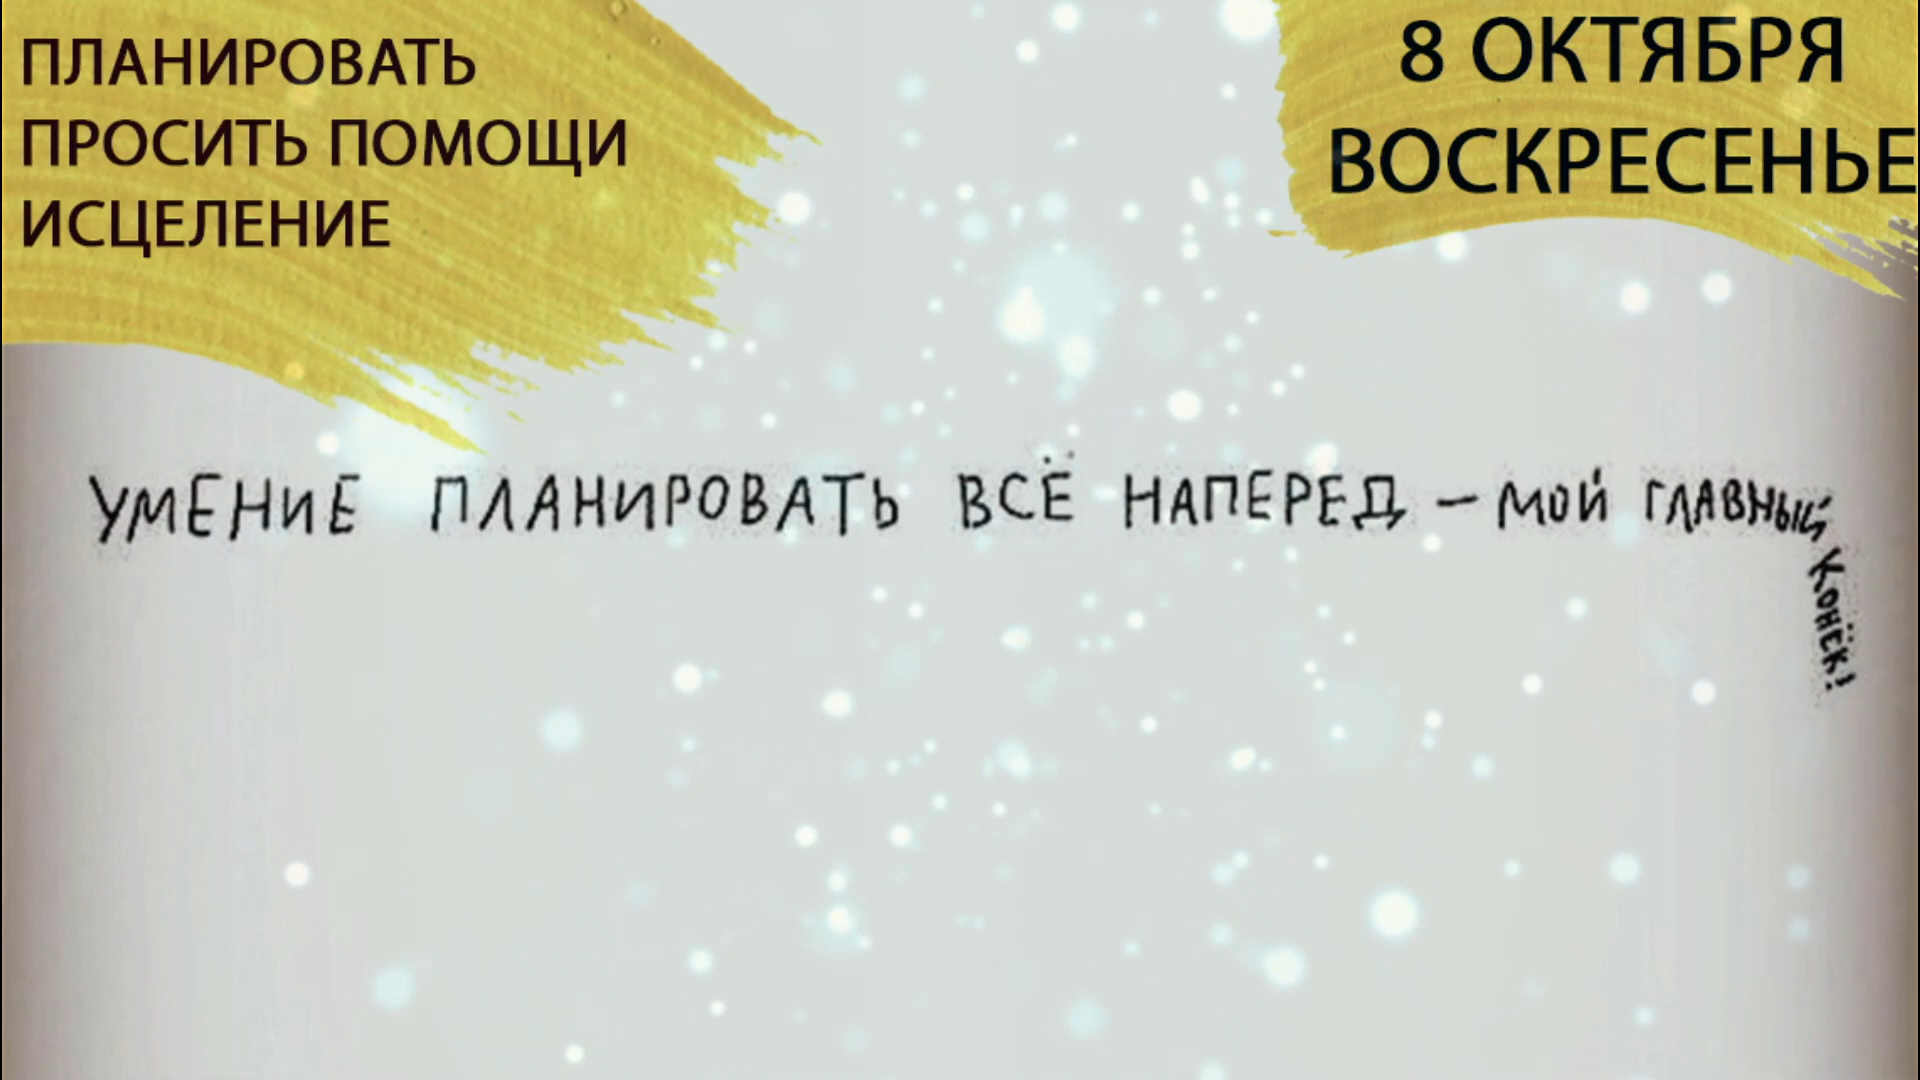 ПЛАНИРОВАТЬ
ПРОСИТЬ ПОМОЩИ
ИСЦЕЛЕНИЕ
8 ОКТЯБРЯ
ВОСКРЕСЕНЬЕ
УМЕНИЕ ПЛАНИРОВАТЬ ВСЁ НАПЕРЕД – МОЙ ГЛАВНЫЙ КОНЁК!